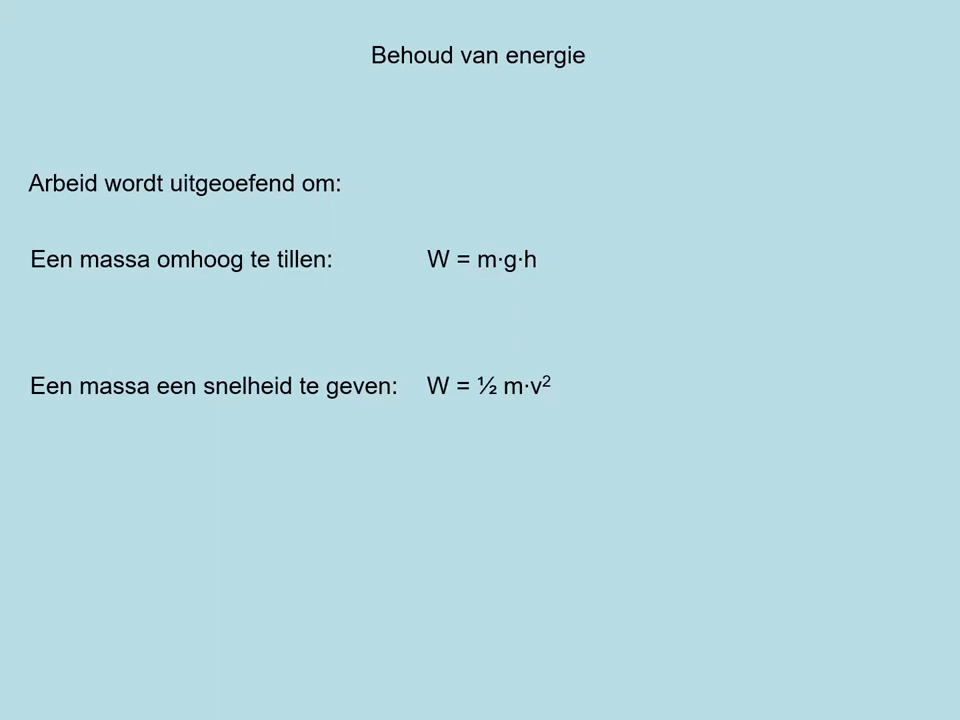 Behoud van energie
Arbeid wordt uitgeoefend om:
Een massa omhoog te tillen: W = m·g·h
Een massa een snelheid te geven: W = ½ m·v²